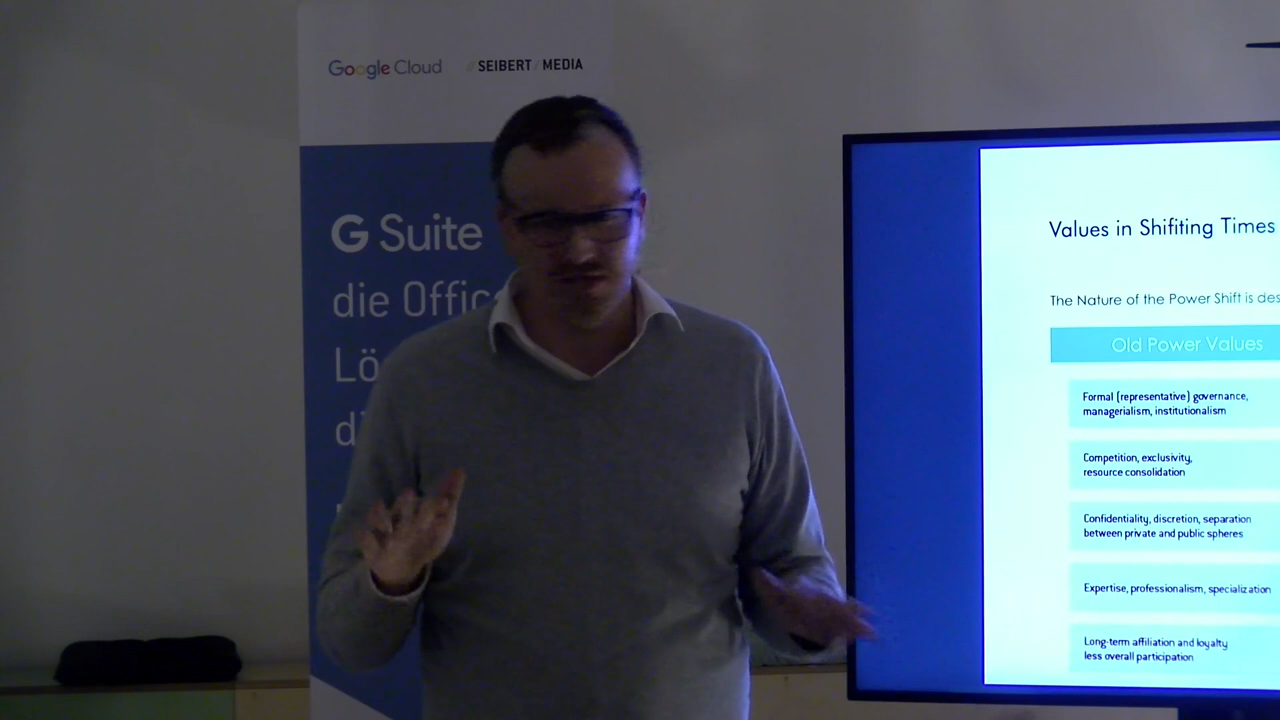 Google Cloud
// SEIBERT / MEDIA
G Suite
die Offic
Lö
di
Values in Shifiting Times
The Nature of the Power Shift is des
Old Power Values
Formal (representative) governance,
managerialism, institutionalism
Competition, exclusivity,
resource consolidation
Confidentiality, discretion, separation
between private and public spheres
Expertise, professionalism, specialization
Long-term affiliation and loyalty
less overall participation